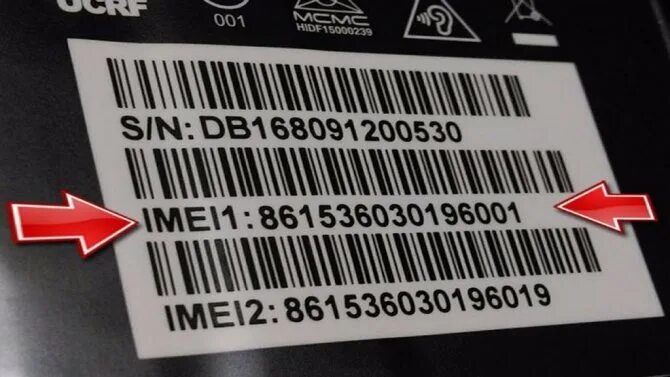 UCRF
001
MCMC
HIDF15000239
S/N: DB168091200530
IMEI1: 861536030196001
IMEI2: 861536030196019